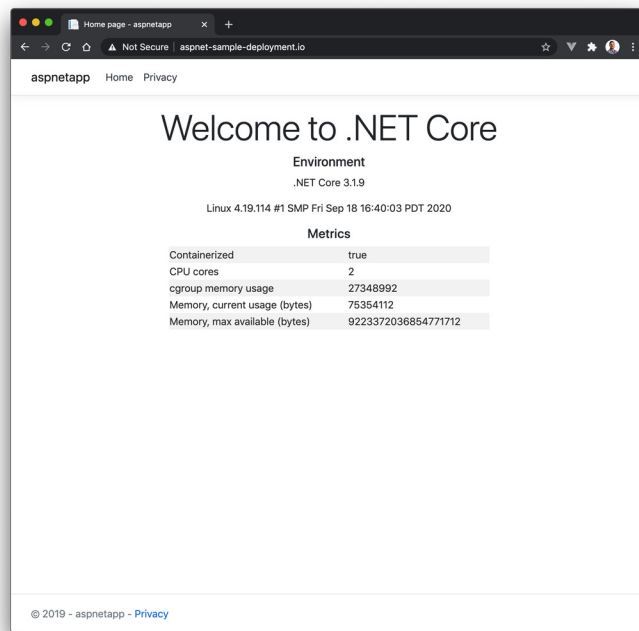 Home page - aspnetapp
Not Secure | aspnet-sample-deployment.io
aspnetapp Home Privacy
Welcome to .NET Core
Environment
.NET Core 3.1.9
Linux 4.19.114 #1 SMP Fri Sep 18 16:40:03 PDT 2020
Metrics
Containerized true
CPU cores 2
cgroup memory usage 27348992
Memory, current usage (bytes) 75354112
Memory, max available (bytes) 9223372036854771712
© 2019 - aspnetapp - Privacy